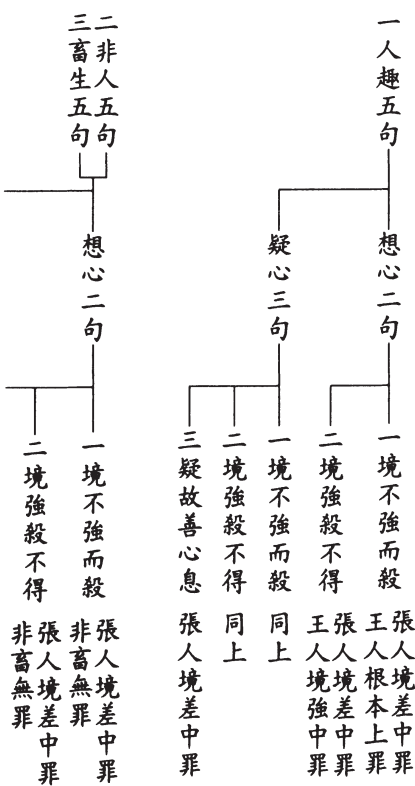 一人趣五句
想心二句
一境不強而殺
張人境差中罪
王人根本上罪
二境強殺不得
張人境差中罪
王人境強中罪
疑心三句
一境不強而殺
同上
二境強殺不得
同上
三疑故善心息
張人境差中罪
二非人五句
三畜生五句
想心二句
一境不強而殺
張人境差中罪
非畜無罪
二境強殺不得
張人境差中罪
非畜無罪